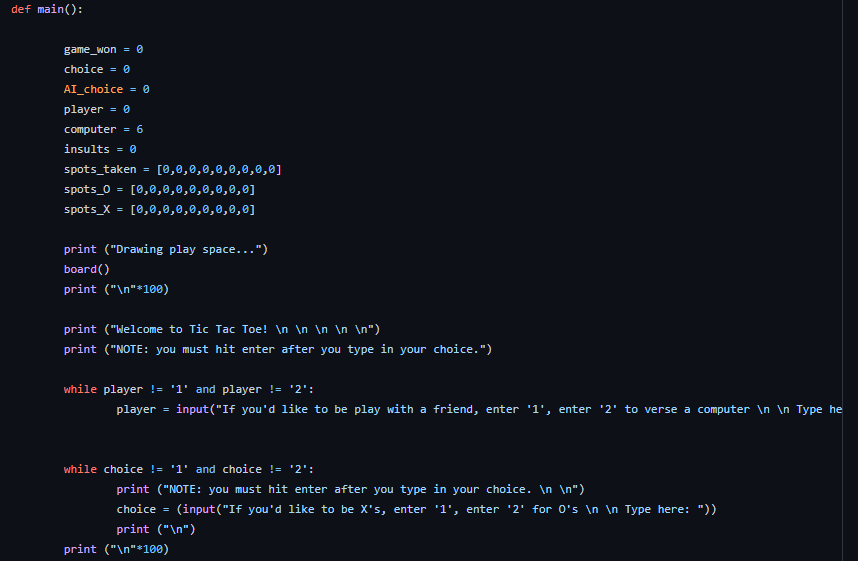 def main():
game_won = 0
choice = 0
AI_choice = 0
player = 0
computer = 6
insults = 0
spots_taken = [0,0,0,0,0,0,0,0,0]
spots_O = [0,0,0,0,0,0,0,0,0]
spots_X = [0,0,0,0,0,0,0,0,0]
print ("Drawing play space...")
board()
print ("\n"*100)
print ("Welcome to Tic Tac Toe! \n \n \n \n \n")
print ("NOTE: you must hit enter after you type in your choice.")
while player != '1' and player != '2':
player = input("If you'd like to be play with a friend, enter '1', enter '2' to verse a computer \n \n Type he
while choice != '1' and choice != '2':
print ("NOTE: you must hit enter after you type in your choice. \n \n")
choice = (input("If you'd like to be X's, enter '1', enter '2' for O's \n \n Type here: "))
print ("\n")
print ("\n"*100)